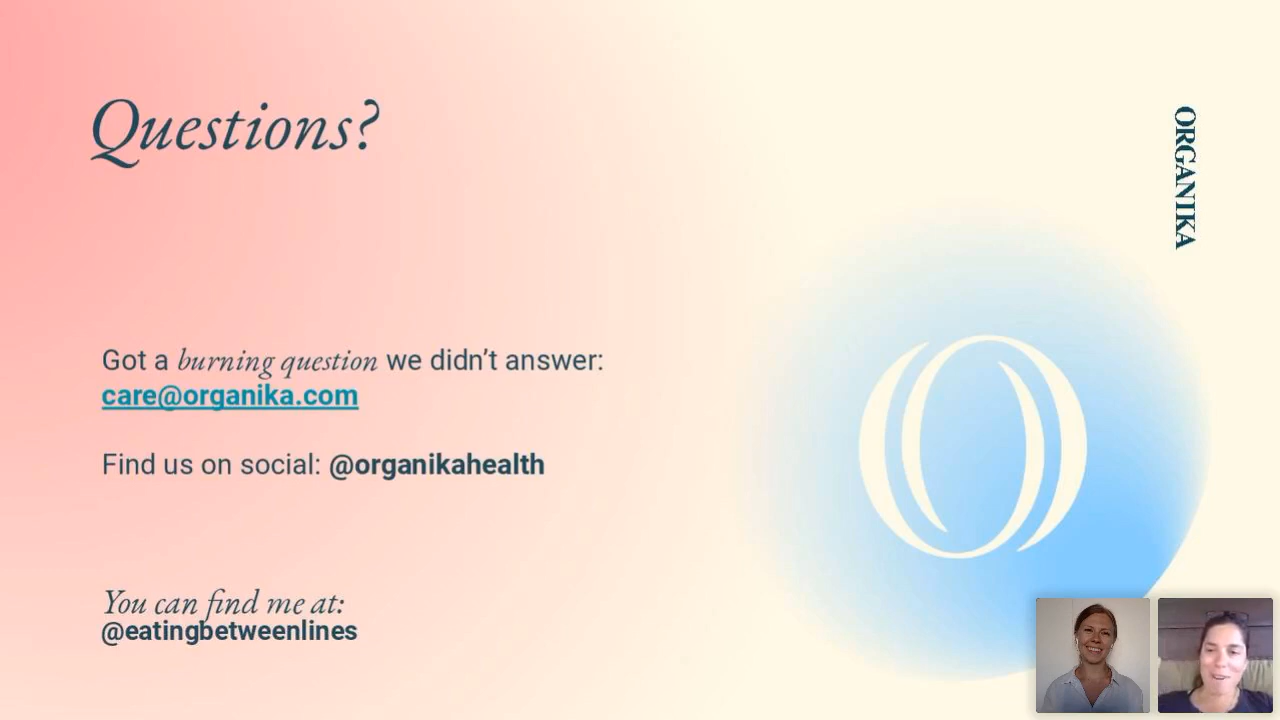 Questions?
ORGANIKA
Got a burning question we didn’t answer:
care@organika.com
Find us on social: @organikahealth
You can find me at:
@eatingbetweenlines